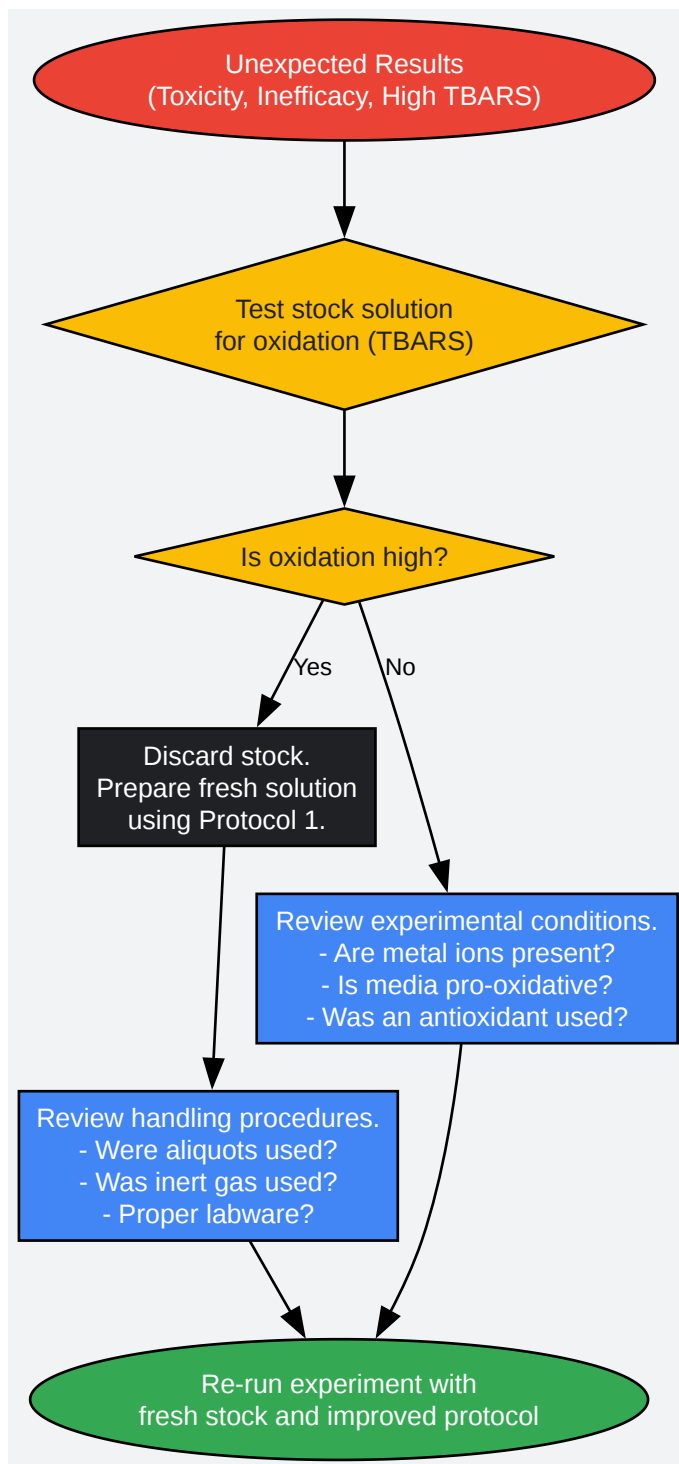 Unexpected Results
(Toxicity, Inefficacy, High TBARS)
Test stock solution
for oxidation (TBARS)
Is oxidation high?
Yes
No
Discard stock.
Prepare fresh solution
using Protocol 1.
Review experimental conditions.
- Are metal ions present?
- Is media pro-oxidative?
- Was an antioxidant used?
Review handling procedures.
- Were aliquots used?
- Was inert gas used?
- Proper labware?
Re-run experiment with
fresh stock and improved protocol